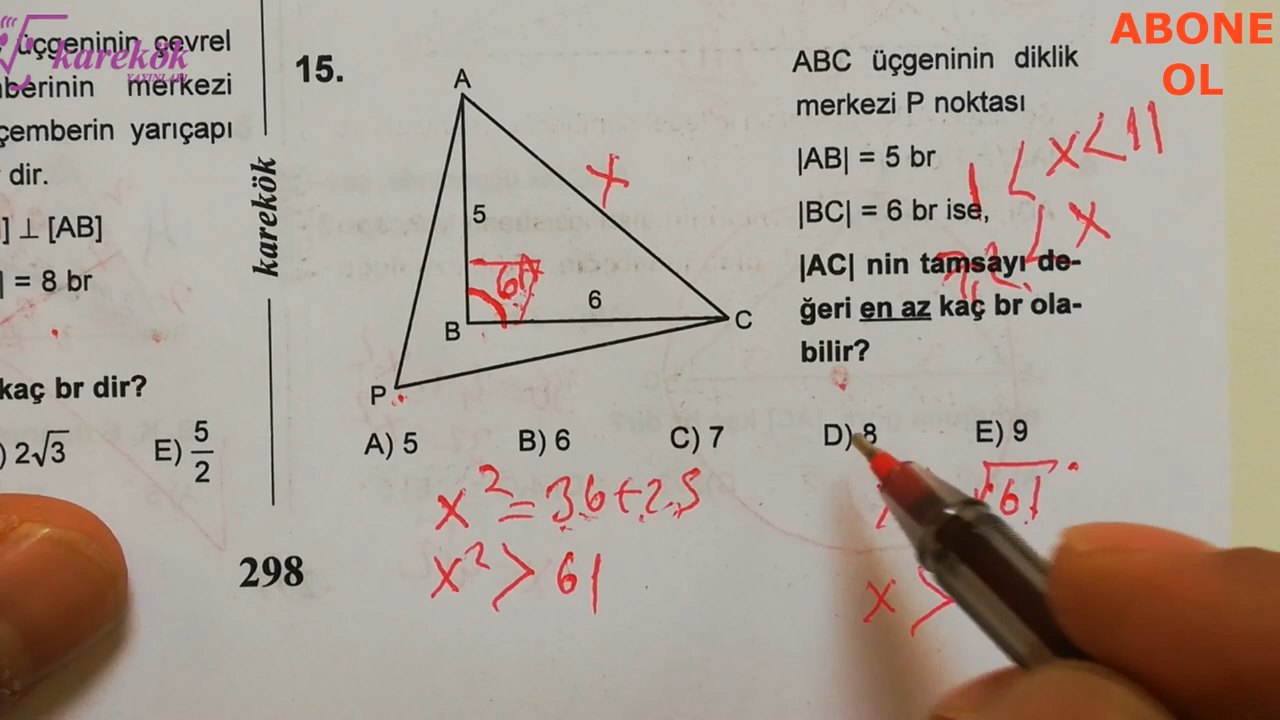 ABONE
OL
karekök
YAYINLARI
üçgeninin çevrel
berinin merkezi
çemberin yarıçapı
dir.
] ⊥ [AB]
| = 8 br
kaç br dir?
) 2√3 E) 5/2
karekök
298
15.
A
5
x
6
B
C
P
ABC üçgeninin diklik
merkezi P noktası
|AB| = 5 br
|BC| = 6 br ise,
|AC| nin tamsayı de-
ğeri en az kaç br ola-
bilir?
1 < x < 11
< x
A) 5 B) 6 C) 7 D) 8 E) 9
x² = 36+25
x² > 61
√61
x >